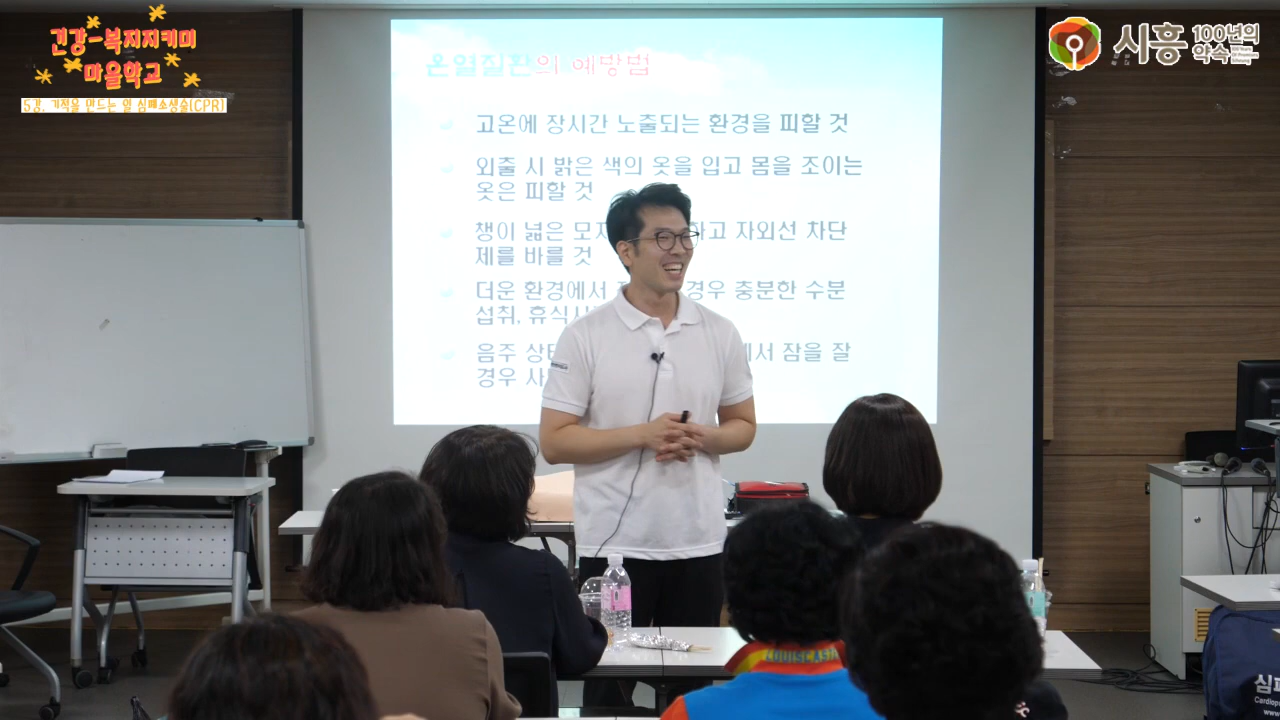 건강-복지지키미
마을학교
5강. 기적을 만드는 일 심폐소생술(CPR)
시흥 100년의
약속
온열질환의 예방법
고온에 장시간 노출되는 환경을 피할 것
외출 시 밝은 색의 옷을 입고 몸을 조이는
옷은 피할 것
챙이 넓은 모자 하고 자외선 차단
제를 바를 것
더운 환경에서 경우 충분한 수분
섭취, 휴식
음주 에서 잠을 잘
경우
LOUISCASTEL